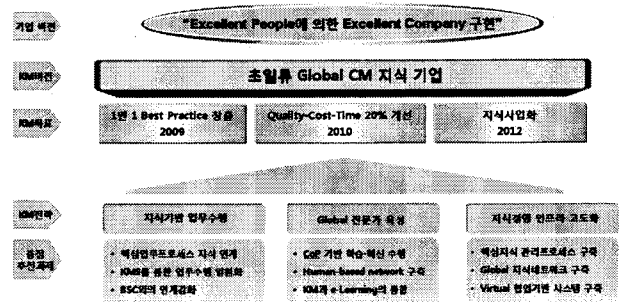 기업 비전
"Excellent People에 의한 Excellent Company 구현"
KM비전
초일류 Global CM 지식 기업
KM목표
1인 1 Best Practice 창출
2009
Quality-Cost-Time 20% 개선
2010
지식사업화
2012
KM전략
지식기반 업무수행
Global 전문가 육성
지식경영 인프라 고도화
중점
추진과제
• 핵심업무프로세스 지식 연계
• KMS를 통한 업무수행
• BSC와의 연계강화
• CoP 기반 학습·혁신 수행
• Human-based network 구축
• KM과 e-Learning의 통합
• 핵심지식 관리프로세스 구축
• Global 지식네트워크 구축
• Virtual 협업기반 시스템 구축